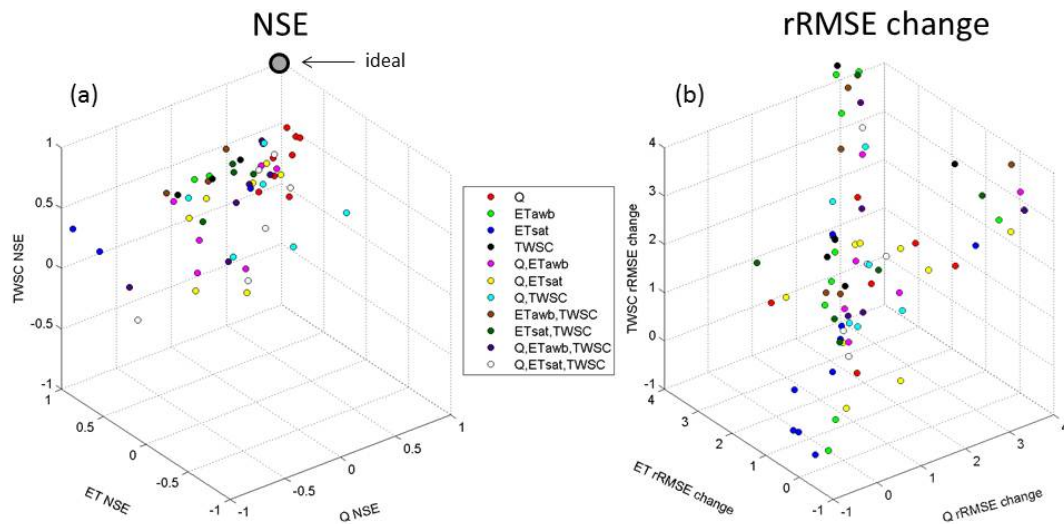 NSE
rRMSE change
ideal
(a)
(b)
1
0.5
0
-0.5
-1
TWSC NSE
1
0.5
0
-0.5
-1
ET NSE
-1
-0.5
0
0.5
1
Q NSE
Q
ETawb
ETsat
TWSC
Q,ETawb
Q,ETsat
Q,TWSC
ETawb,TWSC
ETsat,TWSC
Q,ETawb,TWSC
Q,ETsat,TWSC
4
3
2
1
0
-1
TWSC rRMSE change
4
3
2
1
0
-1
ET rRMSE change
-1
0
1
2
3
4
Q rRMSE change